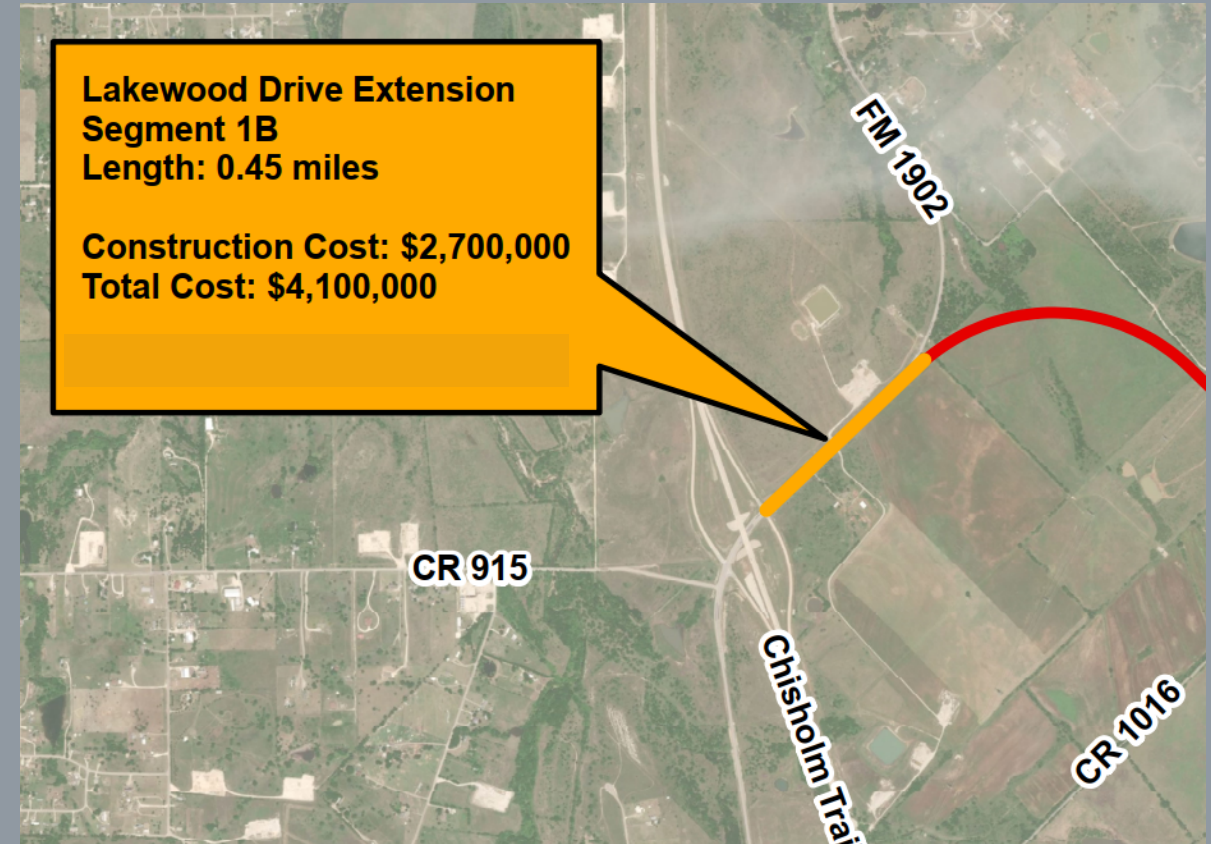 Lakewood Drive Extension
Segment 1B
Length: 0.45 miles
Construction Cost: $2,700,000
Total Cost: $4,100,000
FM 1902
CR 915
Chisholm Trai
CR 1016